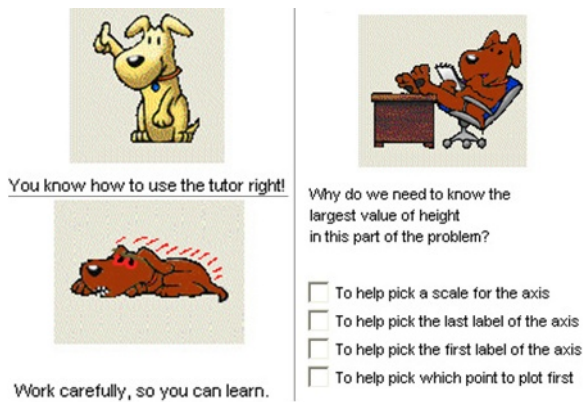 You know how to use the tutor right!
Work carefully, so you can learn.
Why do we need to know the
largest value of height
in this part of the problem?
To help pick a scale for the axis
To help pick the last label of the axis
To help pick the first label of the axis
To help pick which point to plot first